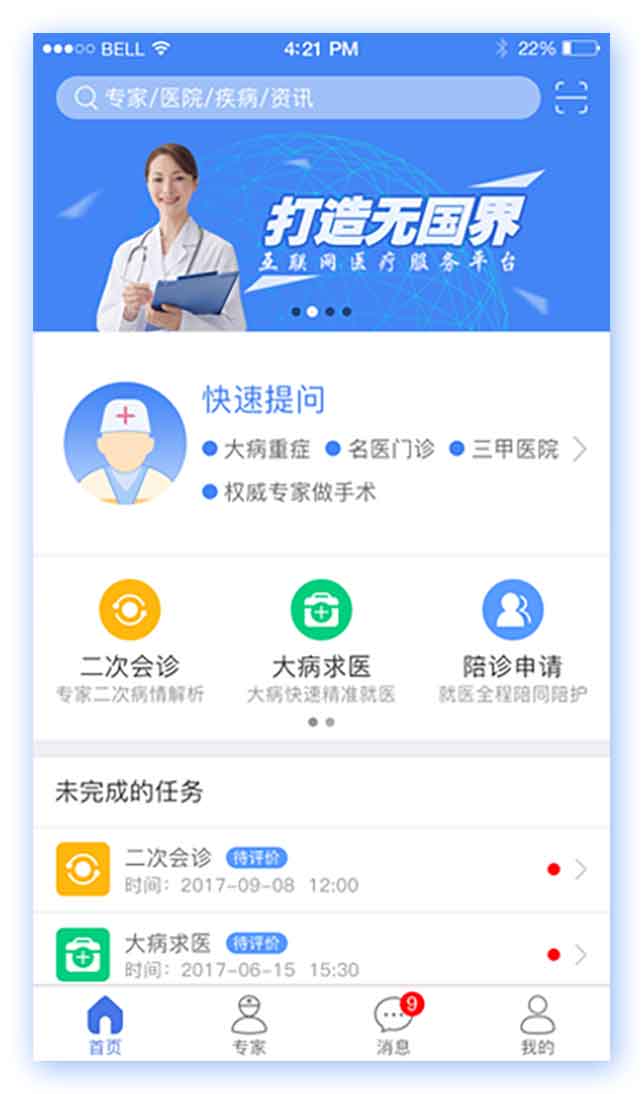 BELL 4:21 PM 22%
专家/医院/疾病/资讯
打造无国界
互联网医疗服务平台
快速提问
大病重症 名医门诊 三甲医院
权威专家做手术
二次会诊 大病求医 陪诊申请
专家二次病情解析 大病快速精准就医 就医全程陪同陪护
未完成的任务
二次会诊 待评价
时间：2017-09-08 12:00
大病求医 待评价
时间：2017-06-15 15:30
9
首页 专家 消息 我的